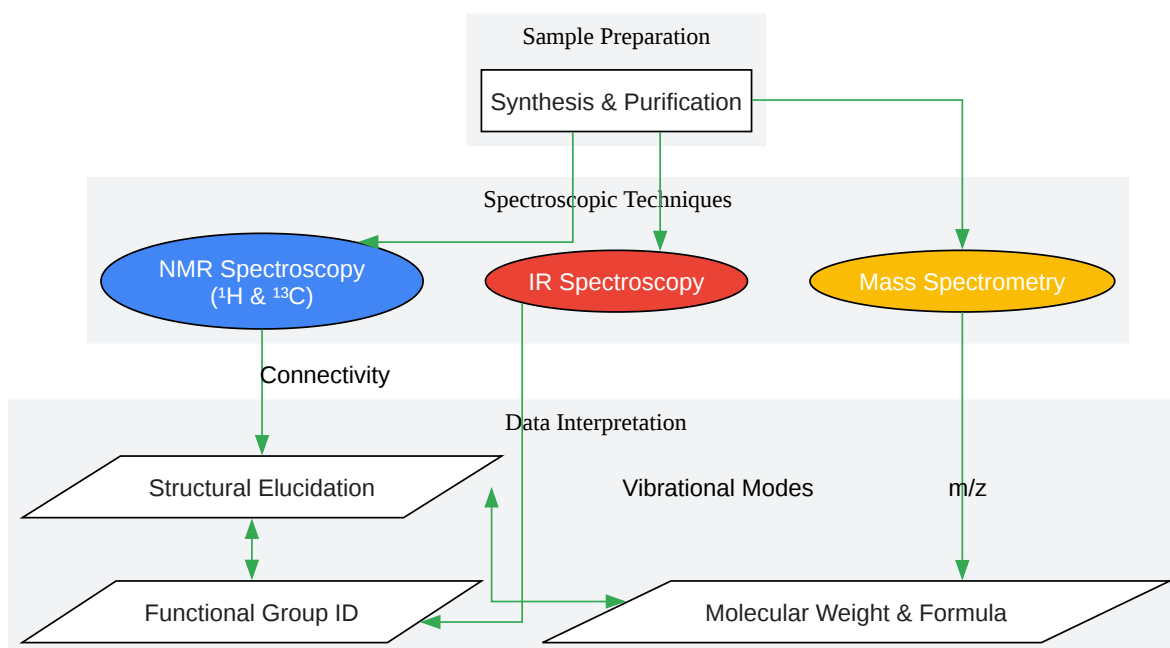 Sample Preparation
Synthesis & Purification
Spectroscopic Techniques
NMR Spectroscopy
(¹H & ¹³C)
IR Spectroscopy
Mass Spectrometry
Connectivity
Data Interpretation
Structural Elucidation
Vibrational Modes
m/z
Functional Group ID
Molecular Weight & Formula